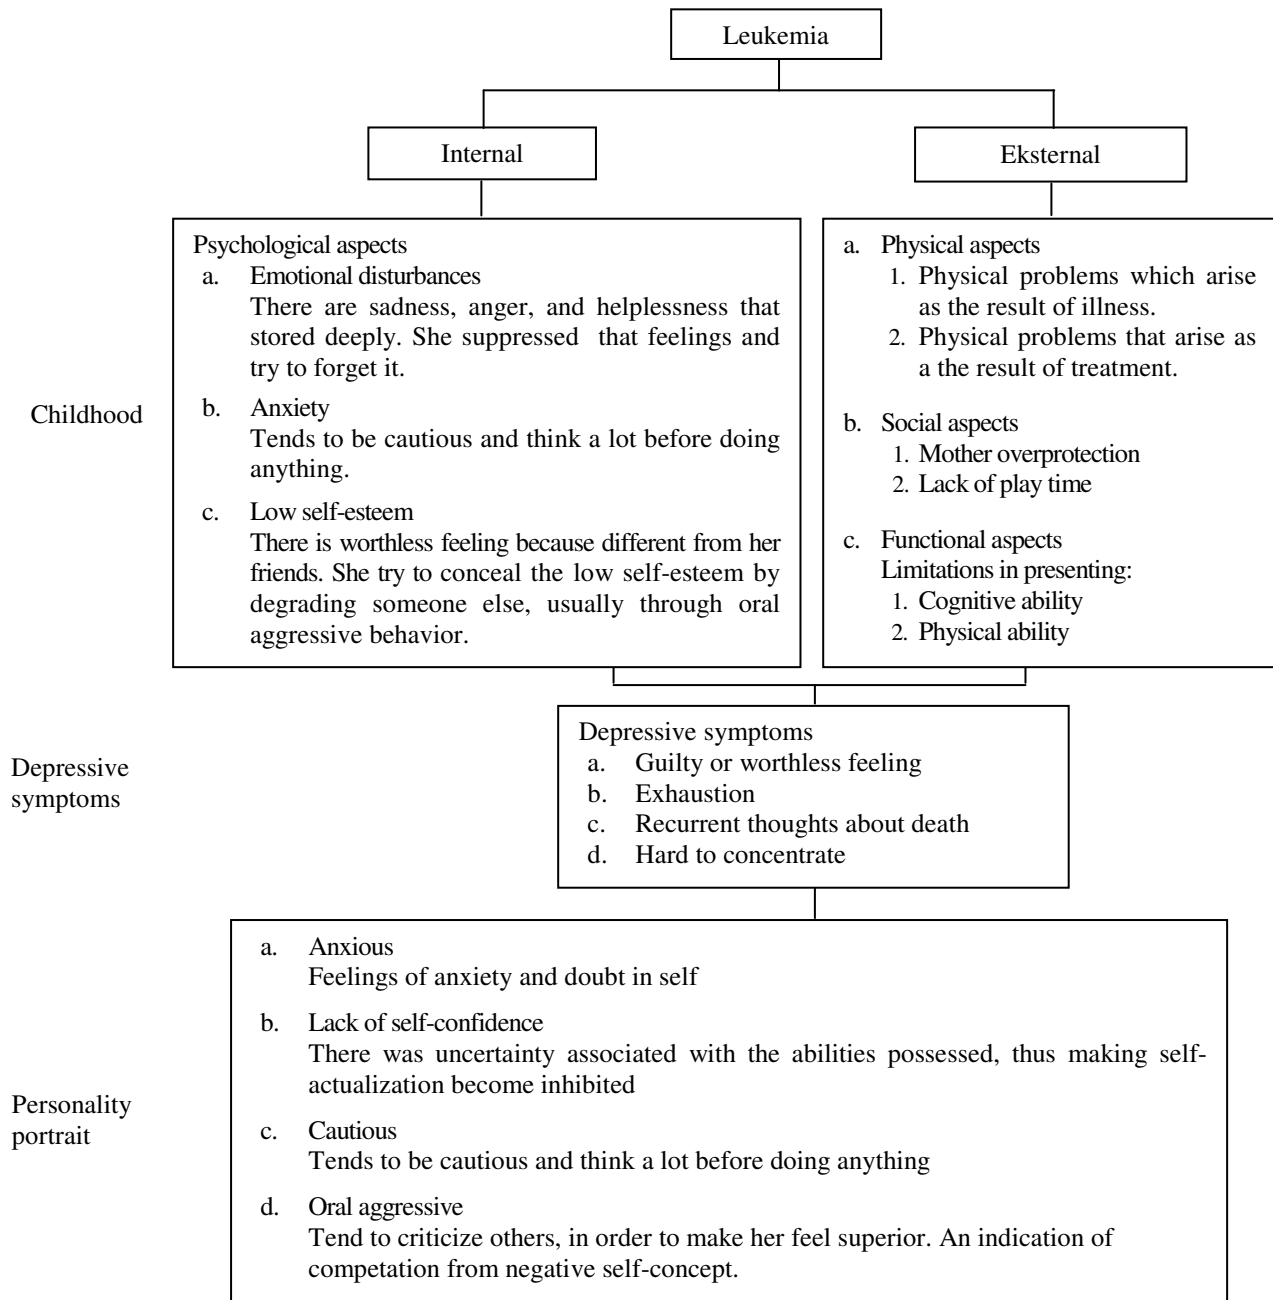 Leukemia
Internal
Eksternal
Childhood
Psychological aspects
a. Emotional disturbances
There are sadness, anger, and helplessness that
stored deeply. She suppressed that feelings and
try to forget it.
b. Anxiety
Tends to be cautious and think a lot before doing
anything.
c. Low self-esteem
There is worthless feeling because different from her
friends. She try to conceal the low self-esteem by
degrading someone else, usually through oral
aggressive behavior.
a. Physical aspects
1. Physical problems which arise
as the result of illness.
2. Physical problems that arise as
a the result of treatment.
b. Social aspects
1. Mother overprotection
2. Lack of play time
c. Functional aspects
Limitations in presenting:
1. Cognitive ability
2. Physical ability
Depressive
symptoms
Depressive symptoms
a. Guilty or worthless feeling
b. Exhaustion
c. Recurrent thoughts about death
d. Hard to concentrate
Personality
portrait
a. Anxious
Feelings of anxiety and doubt in self
b. Lack of self-confidence
There was uncertainty associated with the abilities possessed, thus making self-
actualization become inhibited
c. Cautious
Tends to be cautious and think a lot before doing anything
d. Oral aggressive
Tend to criticize others, in order to make her feel superior. An indication of
competation from negative self-concept.